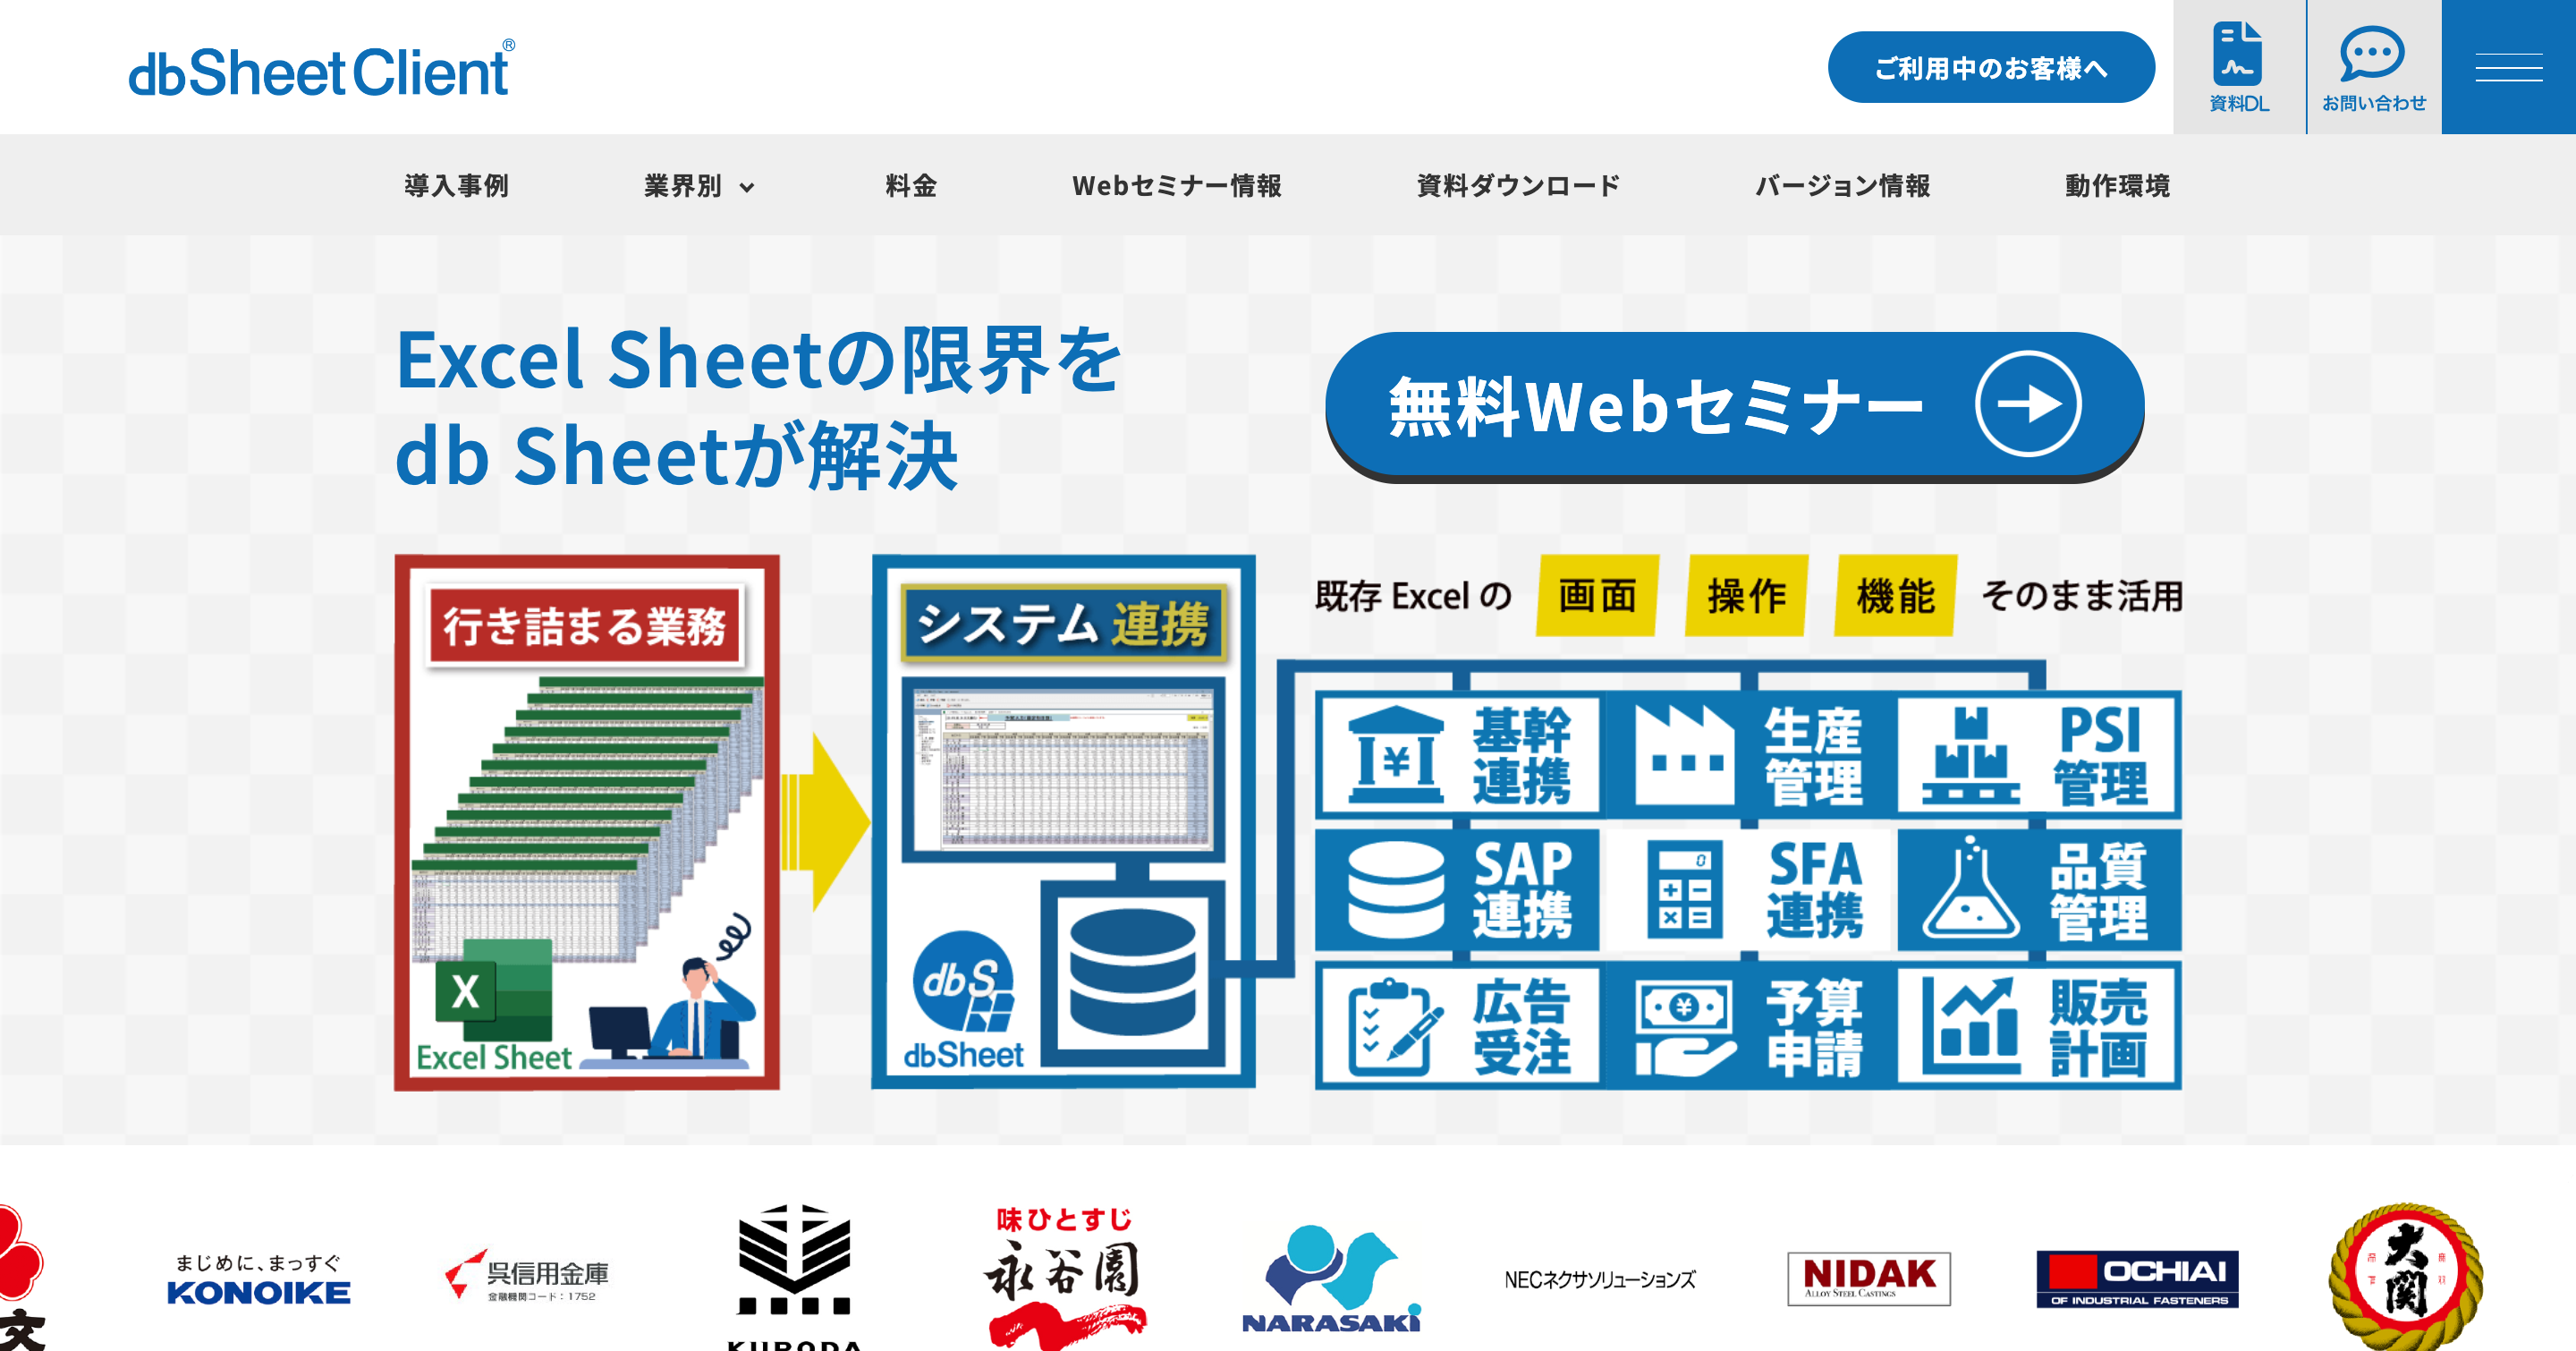 dbSheetClient®
ご利用中のお客様へ
資料DL
お問い合わせ
導入事例
業界別
料金
Webセミナー情報
資料ダウンロード
バージョン情報
動作環境
Excel Sheetの限界を
db Sheetが解決
無料Webセミナー
行き詰まる業務
X
Excel Sheet
システム 連携
dbS
dbSheet
既存 Excel の 画面 操作 機能 そのまま活用
基幹
連携
生産
管理
PSI
管理
SAP
連携
SFA
連携
品質
管理
広告
受注
予算
申請
販売
計画
文
まじめに、まっすぐ
KONOIKE
呉信用金庫
金融機関コード：1752
KURODA
味ひとすじ
永谷園
NARASAKI
NECネクサソリューションズ
NIDAK
ALLOY STEEL CASTINGS
OCHIAI
OF INDUSTRIAL FASTENERS
大関